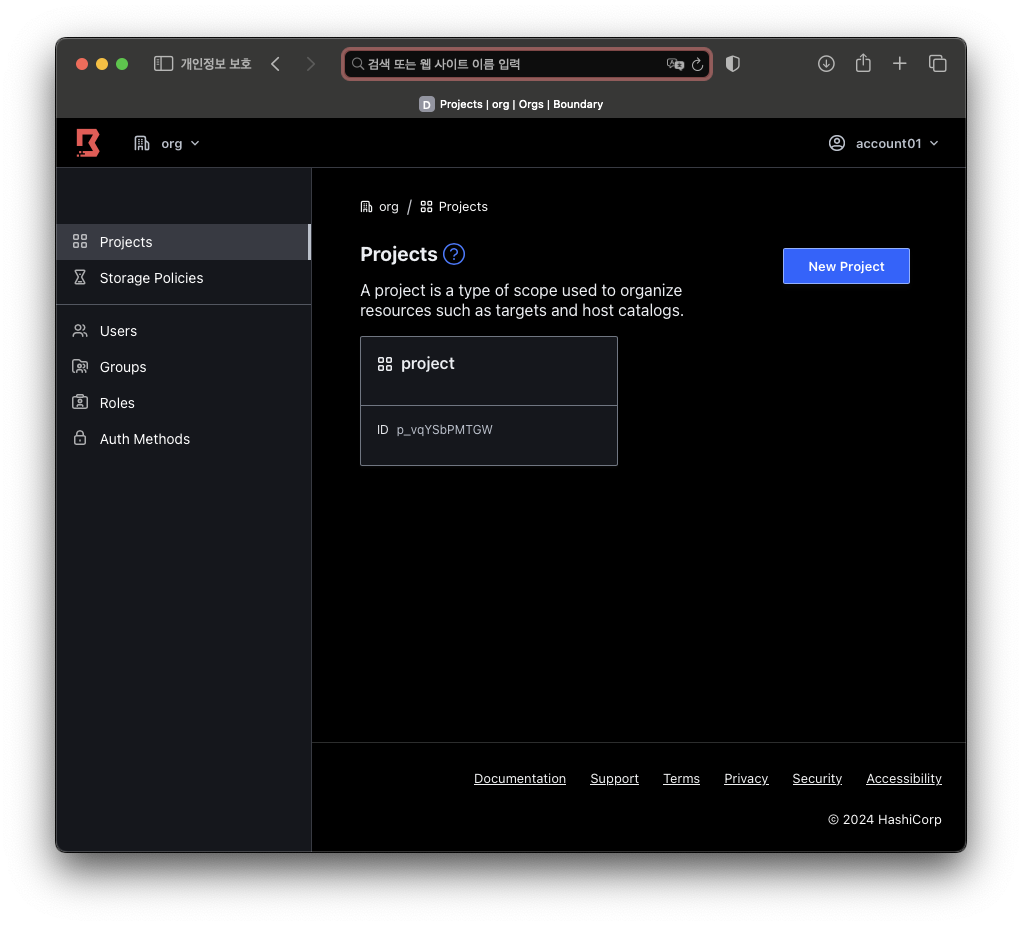 개인정보 보호
검색 또는 웹 사이트 이름 입력
D Projects | org | Orgs | Boundary
org
account01
Projects
Storage Policies
Users
Groups
Roles
Auth Methods
org / Projects
Projects ?
New Project
A project is a type of scope used to organize
resources such as targets and host catalogs.
project
ID p_vqYSbPMTGW
Documentation Support Terms Privacy Security Accessibility
© 2024 HashiCorp